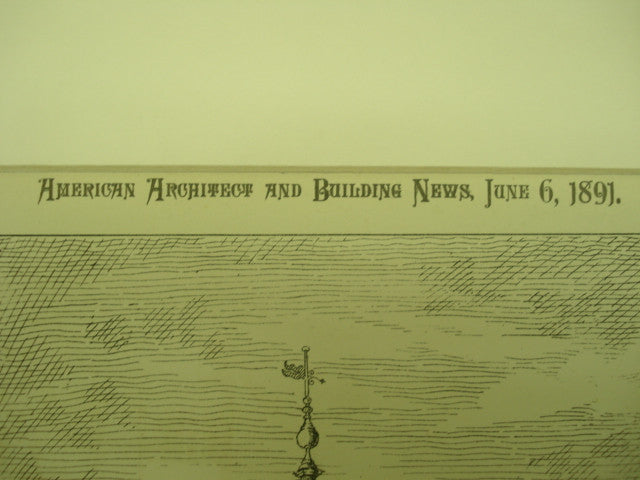 American Architect and Building News, June 6, 1891.